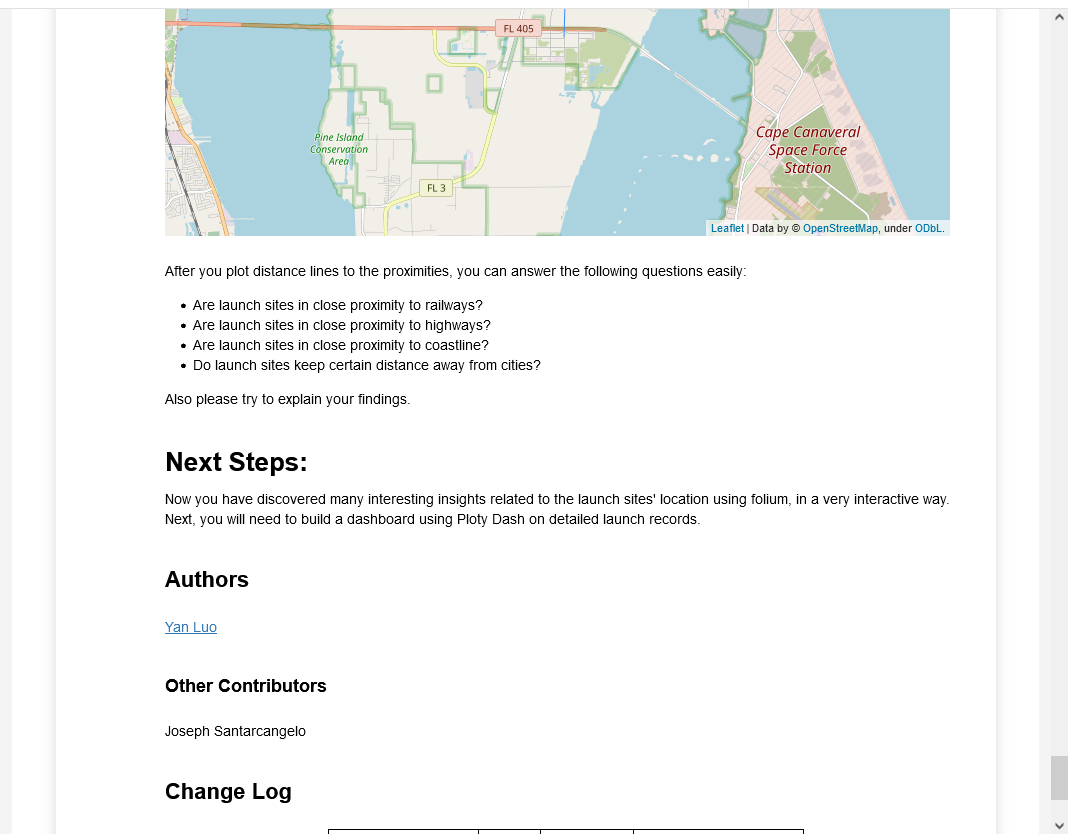 FL 405
Pine Island
Conservation
Area
FL 3
Cape Canaveral
Space Force
Station
Leaflet | Data by © OpenStreetMap, under ODbL.
After you plot distance lines to the proximities, you can answer the following questions easily:
• Are launch sites in close proximity to railways?
• Are launch sites in close proximity to highways?
• Are launch sites in close proximity to coastline?
• Do launch sites keep certain distance away from cities?
Also please try to explain your findings.
Next Steps:
Now you have discovered many interesting insights related to the launch sites' location using folium, in a very interactive way.
Next, you will need to build a dashboard using Ploty Dash on detailed launch records.
Authors
Yan Luo
Other Contributors
Joseph Santarcangelo
Change Log